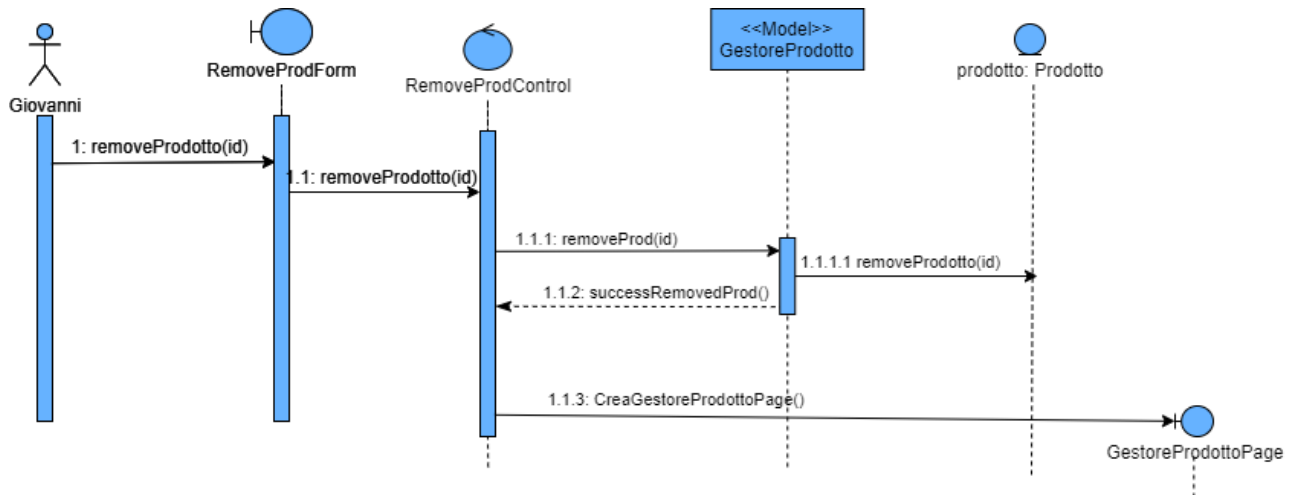 <<Model>>
GestoreProdotto
RemoveProdForm
prodotto: Prodotto
RemoveProdControl
Giovanni
1: removeProdotto(id)
1.1: removeProdotto(id)
1.1.1: removeProd(id)
1.1.1.1 removeProdotto(id)
1.1.2: successRemovedProd()
1.1.3: CreaGestoreProdottoPage()
GestoreProdottoPage